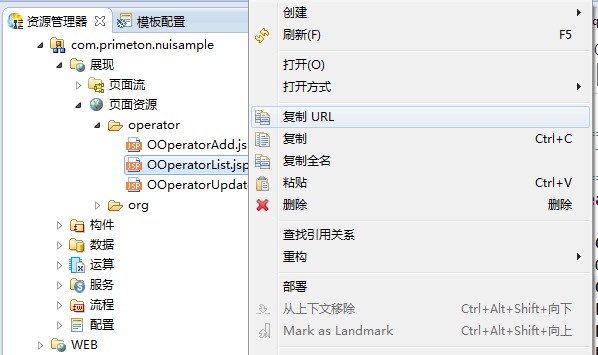 资源管理器
模板配置
com.primeton.nuisample
展现
页面流
页面资源
operator
OOperatorAdd.js
OOperatorList.jsp
OOperatorUpdat
org
构件
数据
运算
服务
流程
配置
WEB
创建
刷新(F) F5
打开(O)
打开方式
复制 URL
复制 Ctrl+C
复制全名
粘贴 Ctrl+V
删除 删除
查找引用关系
重构
部署
从上下文移除 Ctrl+Alt+Shift+向下
Mark as Landmark Ctrl+Alt+Shift+向上